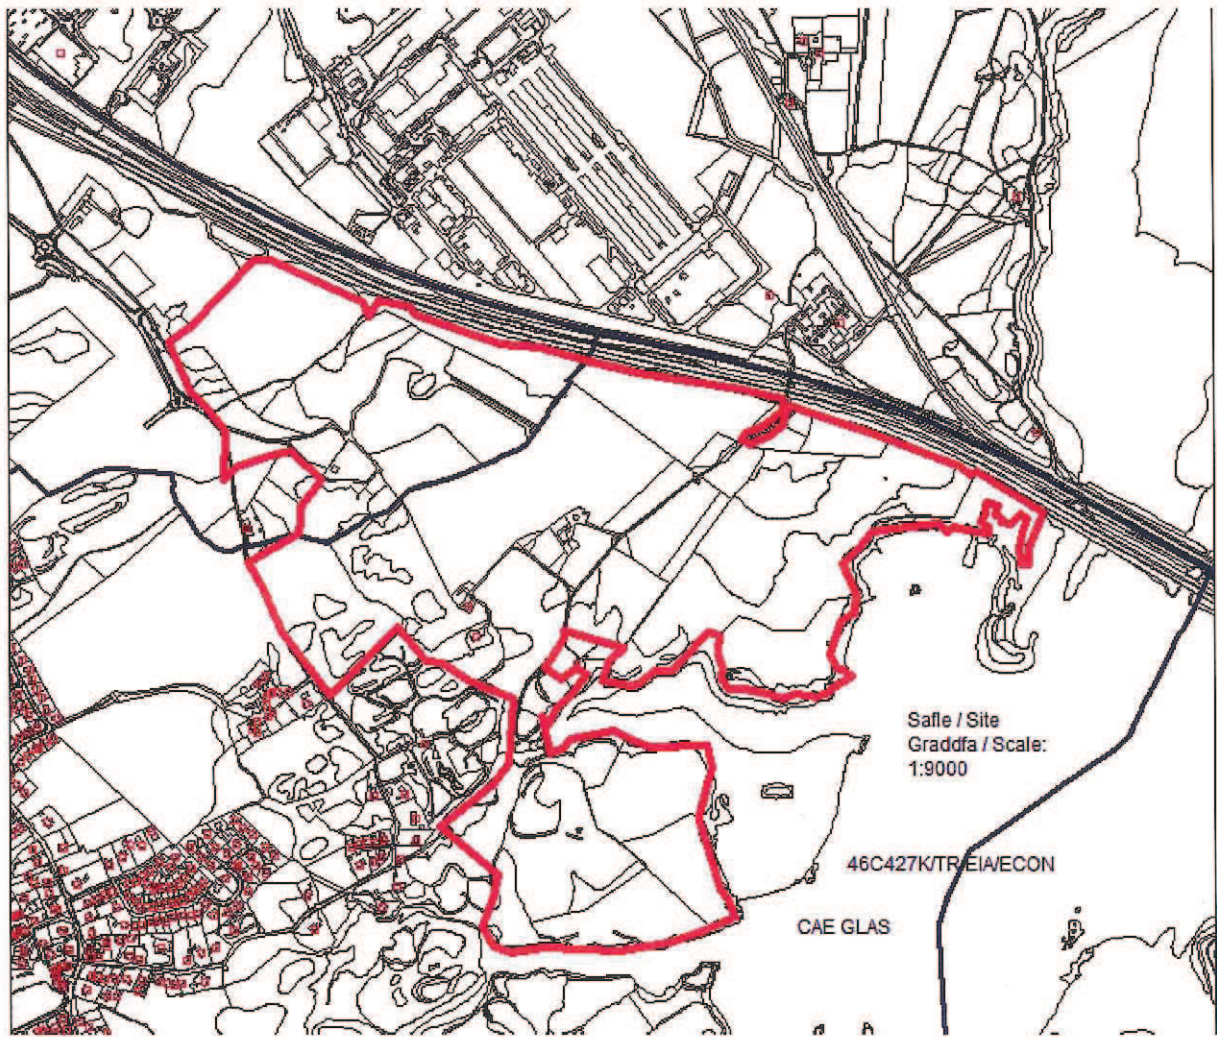 Safle / Site
Graddfa / Scale:
1:9000
46C427K/TR/EIA/ECON
CAE GLAS